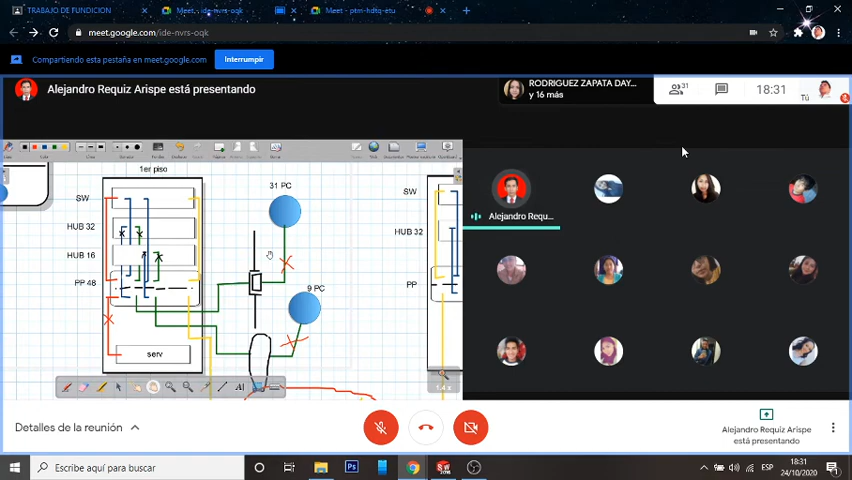 TRABAJO DE FUNDICION
Meet - ide-nvrs-oqk
Meet - ptm-hdtq-etu
meet.google.com/ide-nvrs-oqk
Compartiendo esta pestaña en meet.google.com
Interrumpir
Alejandro Requiz Arispe está presentando
RODRIGUEZ ZAPATA DAY...
y 16 más
31
18:31
Tú
1er piso
SW
HUB 32
HUB 16
PP 48
serv
31 PC
9 PC
SW
HUB 32
PP
1,4 x
Alejandro Requ...
Detalles de la reunión
Alejandro Requiz Arispe
está presentando
Escribe aquí para buscar
ESP
18:31
24/10/2020